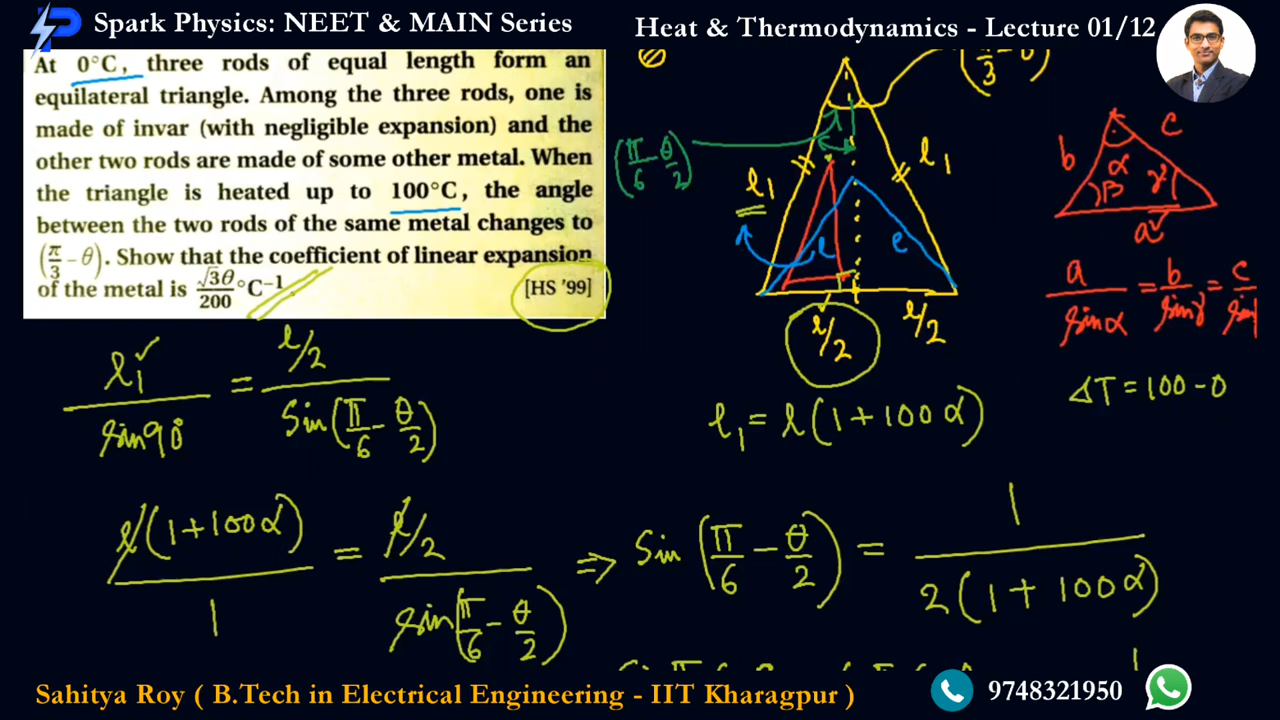 Spark Physics: NEET & MAIN Series
Heat & Thermodynamics - Lecture 01/12
At 0°C, three rods of equal length form an
equilateral triangle. Among the three rods, one is
made of invar (with negligible expansion) and the
other two rods are made of some other metal. When
the triangle is heated up to 100°C, the angle
between the two rods of the same metal changes to
(π/3 - θ). Show that the coefficient of linear expansion
of the metal is √3θ/200 °C⁻¹.
[HS '99]
(π/6 - θ/2)
l₁
l₁
l
l
l/2
l/2
b
c
α
β
γ
a
a/sinα = b/sinγ = c/sin
ΔT = 100 - 0
l₁/sin90° = (l/2)/Sin(π/6 - θ/2)
l₁ = l(1 + 100α)
l(1+100α)/1 = (l/2)/sin(π/6 - θ/2) ⇒ Sin(π/6 - θ/2) = 1/2(1 + 100α)
Sahitya Roy ( B.Tech in Electrical Engineering - IIT Kharagpur )
9748321950